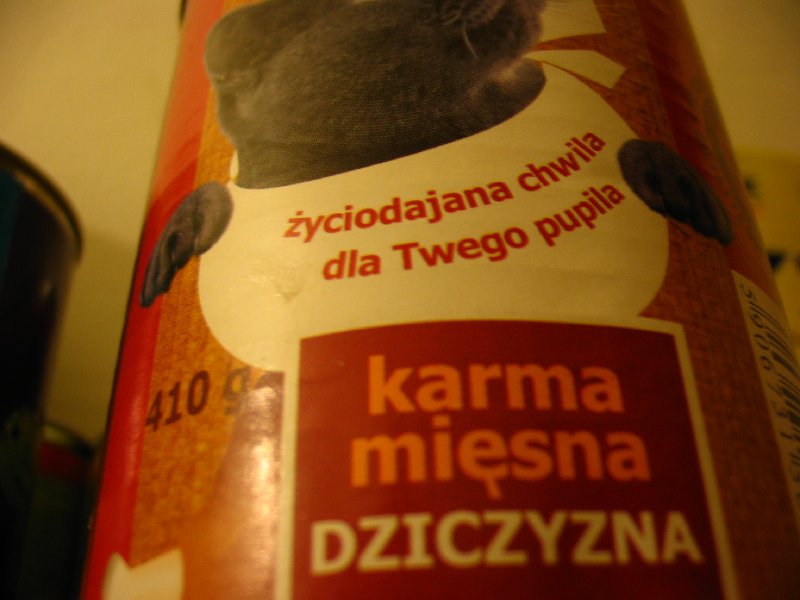 życiodajana chwila
dla Twego pupila
410 g
karma
mięsna
DZICZYZNA